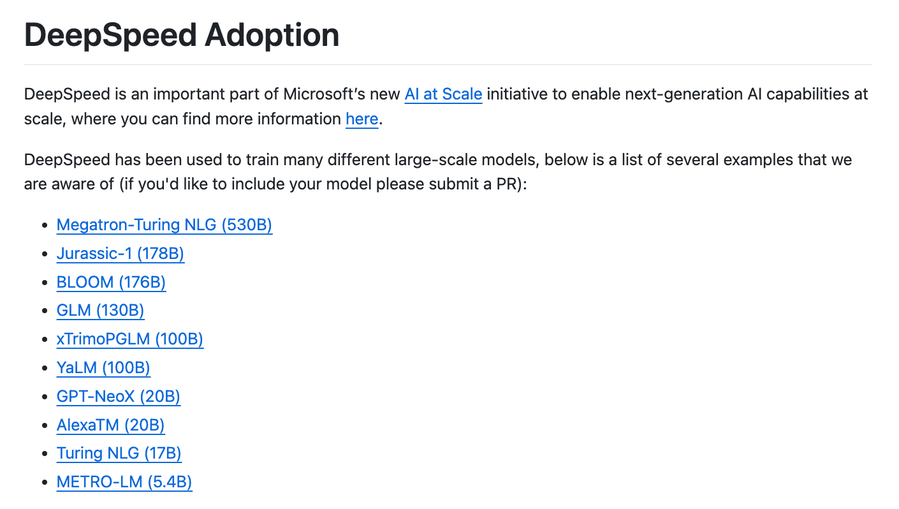 DeepSpeed Adoption
DeepSpeed is an important part of Microsoft’s new AI at Scale initiative to enable next-generation AI capabilities at
scale, where you can find more information here.
DeepSpeed has been used to train many different large-scale models, below is a list of several examples that we
are aware of (if you'd like to include your model please submit a PR):
• Megatron-Turing NLG (530B)
• Jurassic-1 (178B)
• BLOOM (176B)
• GLM (130B)
• xTrimoPGLM (100B)
• YaLM (100B)
• GPT-NeoX (20B)
• AlexaTM (20B)
• Turing NLG (17B)
• METRO-LM (5.4B)